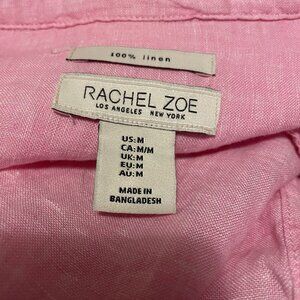 100% linen
RACHEL ZOE
LOS ANGELES NEW YORK
US:M
CA:M/M
UK:M
EU:M
AU:M
MADE IN
BANGLADESH